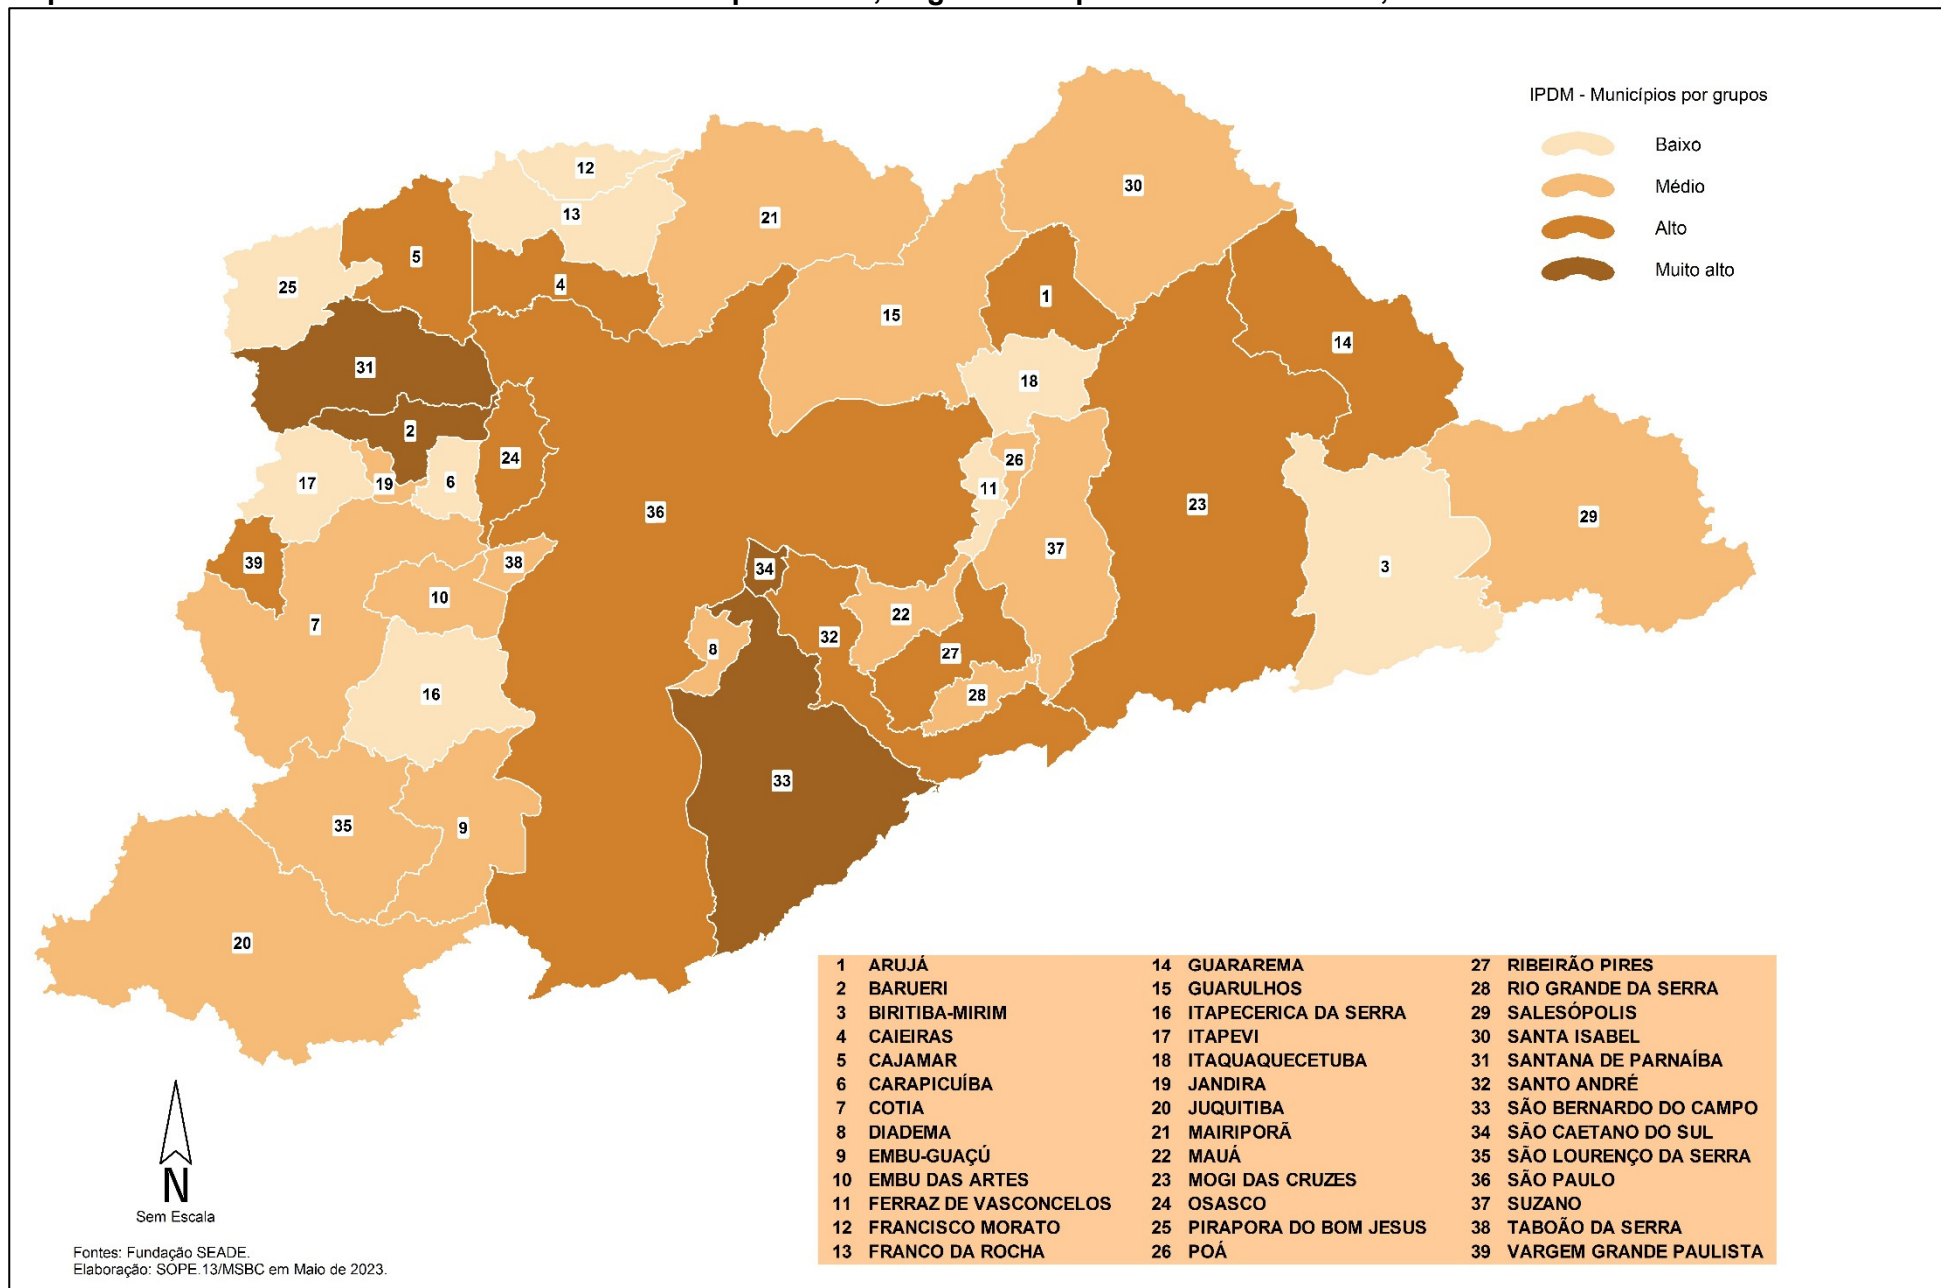 IPDM - Municípios por grupos
Baixo
Médio
Alto
Muito alto
12
30
13
21
5
25
4
1
15
14
31
18
2
24
26
17
19
6
11
23
36
29
37
39
38
34
3
10
22
7
32
8
27
16
28
33
35
9
20
1 ARUJÁ
2 BARUERI
3 BIRITIBA-MIRIM
4 CAIEIRAS
5 CAJAMAR
6 CARAPICUÍBA
7 COTIA
8 DIADEMA
9 EMBU-GUAÇÚ
10 EMBU DAS ARTES
11 FERRAZ DE VASCONCELOS
12 FRANCISCO MORATO
13 FRANCO DA ROCHA
14 GUARAREMA
15 GUARULHOS
16 ITAPECERICA DA SERRA
17 ITAPEVI
18 ITAQUAQUECETUBA
19 JANDIRA
20 JUQUITIBA
21 MAIRIPORÃ
22 MAUÁ
23 MOGI DAS CRUZES
24 OSASCO
25 PIRAPORA DO BOM JESUS
26 POÁ
27 RIBEIRÃO PIRES
28 RIO GRANDE DA SERRA
29 SALESÓPOLIS
30 SANTA ISABEL
31 SANTANA DE PARNAÍBA
32 SANTO ANDRÉ
33 SÃO BERNARDO DO CAMPO
34 SÃO CAETANO DO SUL
35 SÃO LOURENÇO DA SERRA
36 SÃO PAULO
37 SUZANO
38 TABOÃO DA SERRA
39 VARGEM GRANDE PAULISTA
N
Sem Escala
Fontes: Fundação SEADE.
Elaboração: SOPE.13/MSBC em Maio de 2023.